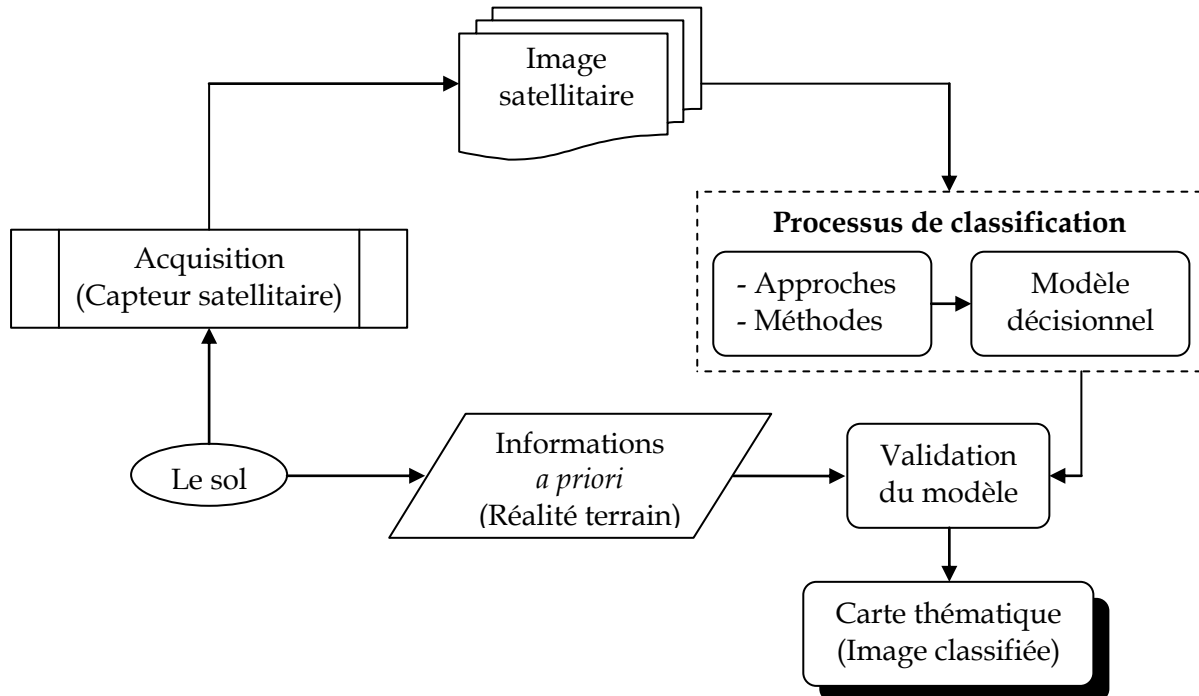 Image
satellitaire
Acquisition
(Capteur satellitaire)
Processus de classification
- Approches
- Méthodes
Modèle
décisionnel
Le sol
Informations
a priori
(Réalité terrain)
Validation
du modèle
Carte thématique
(Image classifiée)